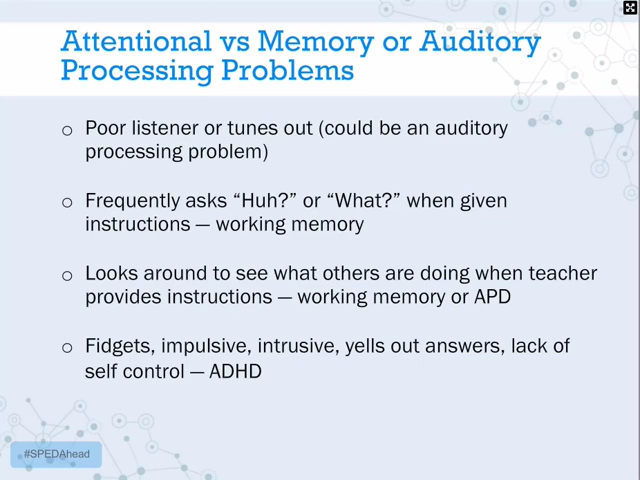 Attentional vs Memory or Auditory
Processing Problems
o Poor listener or tunes out (could be an auditory
processing problem)
o Frequently asks “Huh?” or “What?” when given
instructions — working memory
o Looks around to see what others are doing when teacher
provides instructions — working memory or APD
o Fidgets, impulsive, intrusive, yells out answers, lack of
self control — ADHD
#SPEDAhead